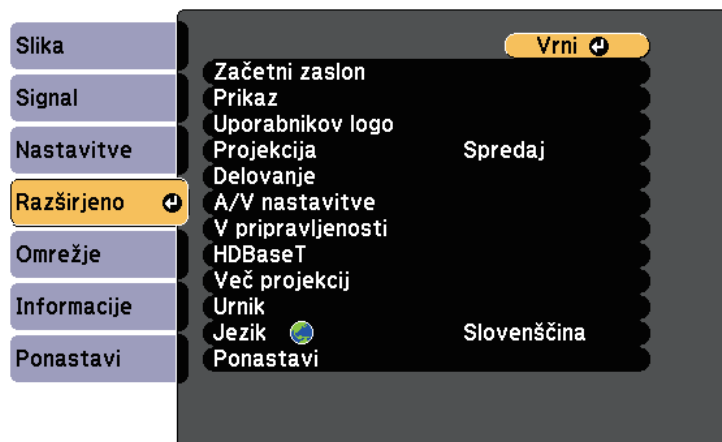 Slika
Signal
Nastavitve
Razširjeno
Omrežje
Informacije
Ponastavi
Vrni
Začetni zaslon
Prikaz
Uporabnikov logo
Projekcija Spredaj
Delovanje
A/V nastavitve
V pripravljenosti
HDBaseT
Več projekcij
Urnik
Jezik Slovenščina
Ponastavi